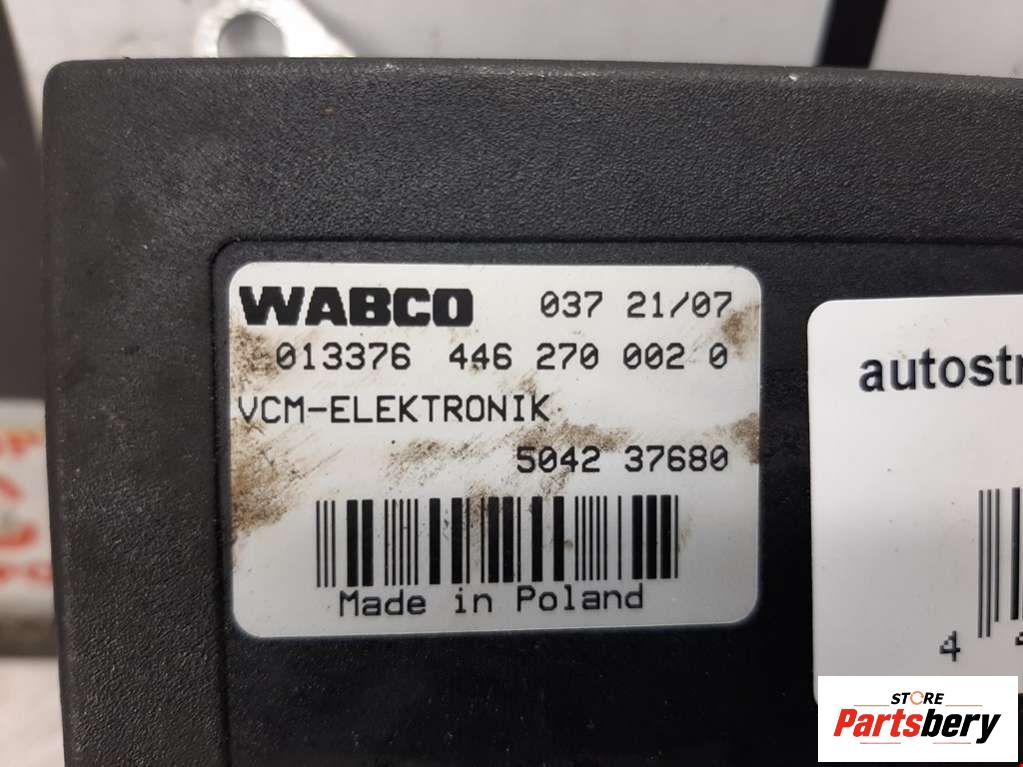 WABCO 037 21/07
013376 446 270 002 0
VCM-ELEKTRONIK
5042 37680
Made in Poland
autostr
4
STORE
Partsbery